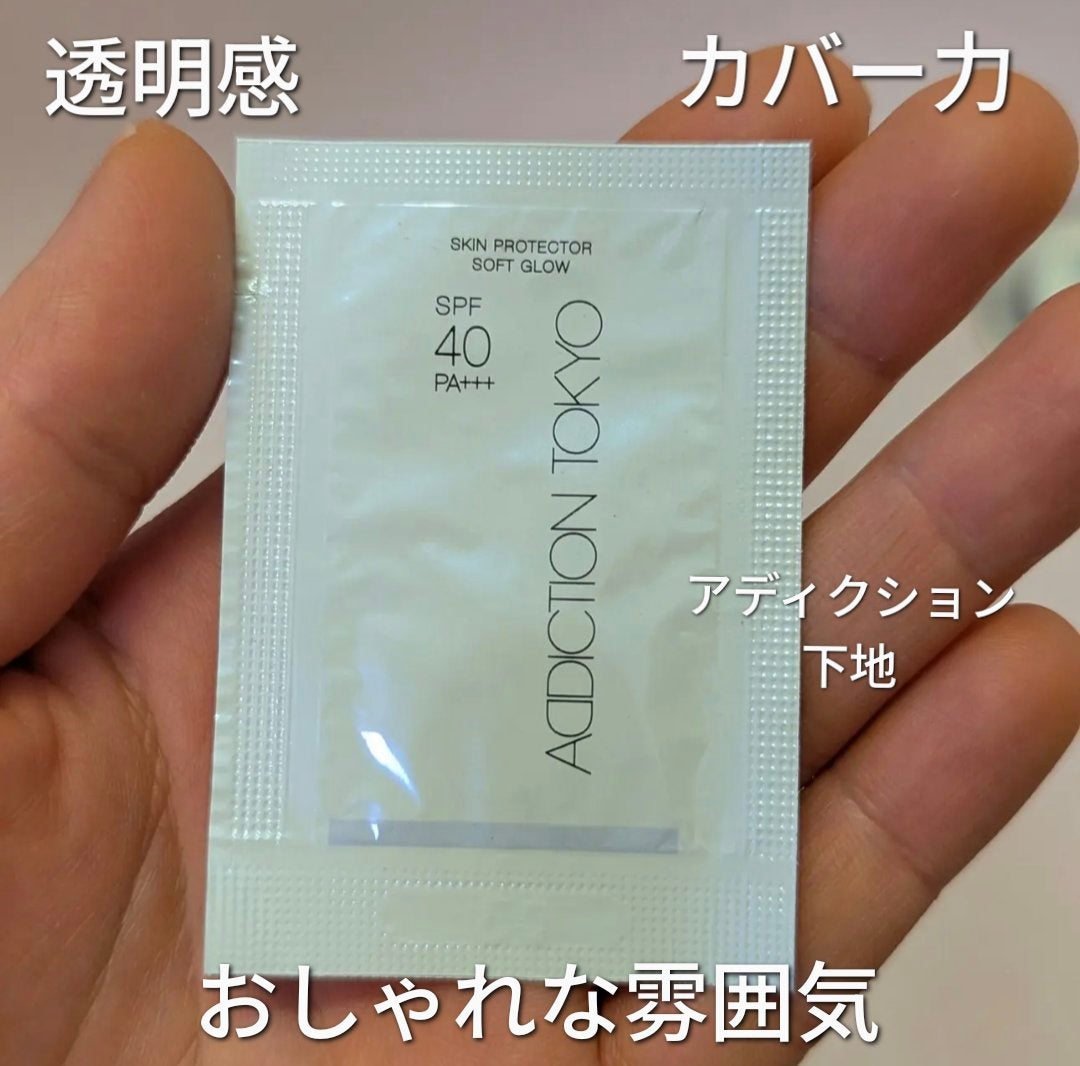 透明感
カバー力
SKIN PROTECTOR
SOFT GLOW
SPF
40
PA+++
ADDICTION TOKYO
アディクション
下地
おしゃれな雰囲気